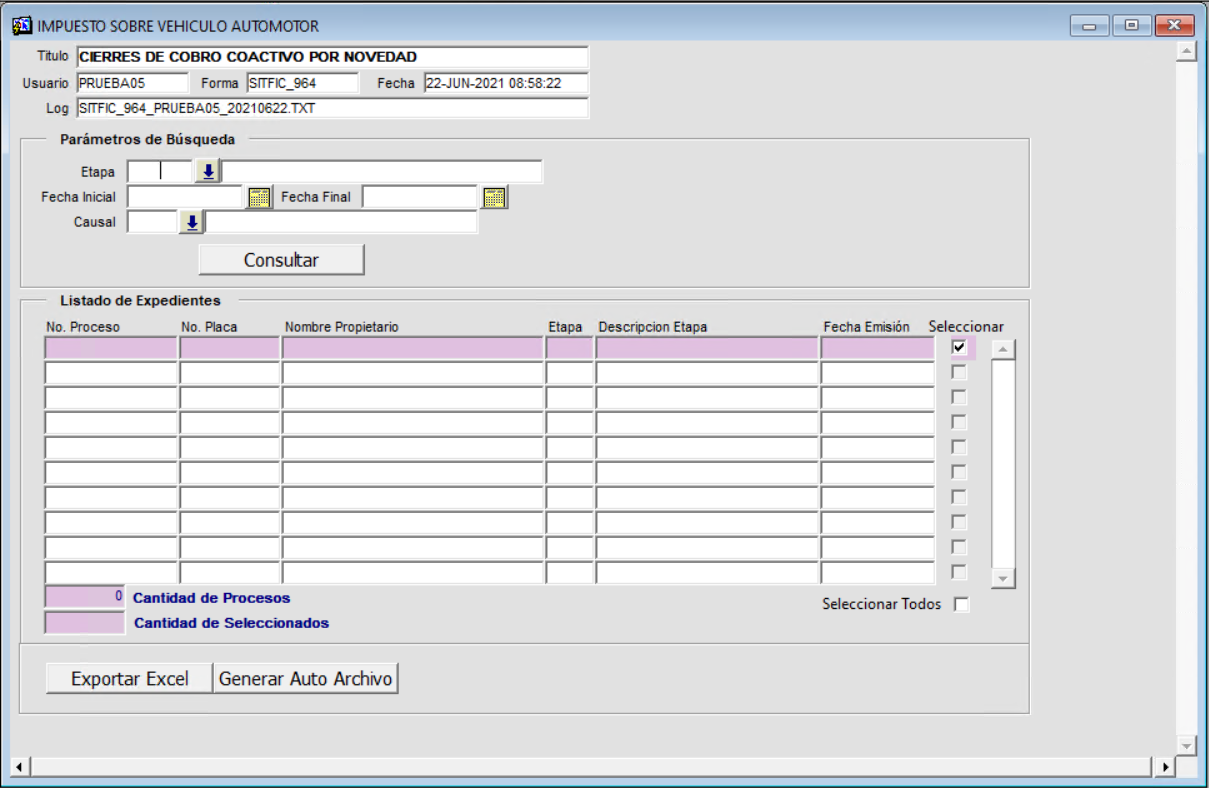 IMPUESTO SOBRE VEHICULO AUTOMOTOR
Titulo CIERRES DE COBRO COACTIVO POR NOVEDAD
Usuario PRUEBA05 Forma SITFIC_964 Fecha 22-JUN-2021 08:58:22
Log SITFIC_964_PRUEBA05_20210622.TXT
Parámetros de Búsqueda
Etapa
Fecha Inicial Fecha Final
Causal
Consultar
Listado de Expedientes
No. Proceso No. Placa Nombre Propietario Etapa Descripcion Etapa Fecha Emisión Seleccionar
0 Cantidad de Procesos
Seleccionar Todos
Cantidad de Seleccionados
Exportar Excel Generar Auto Archivo